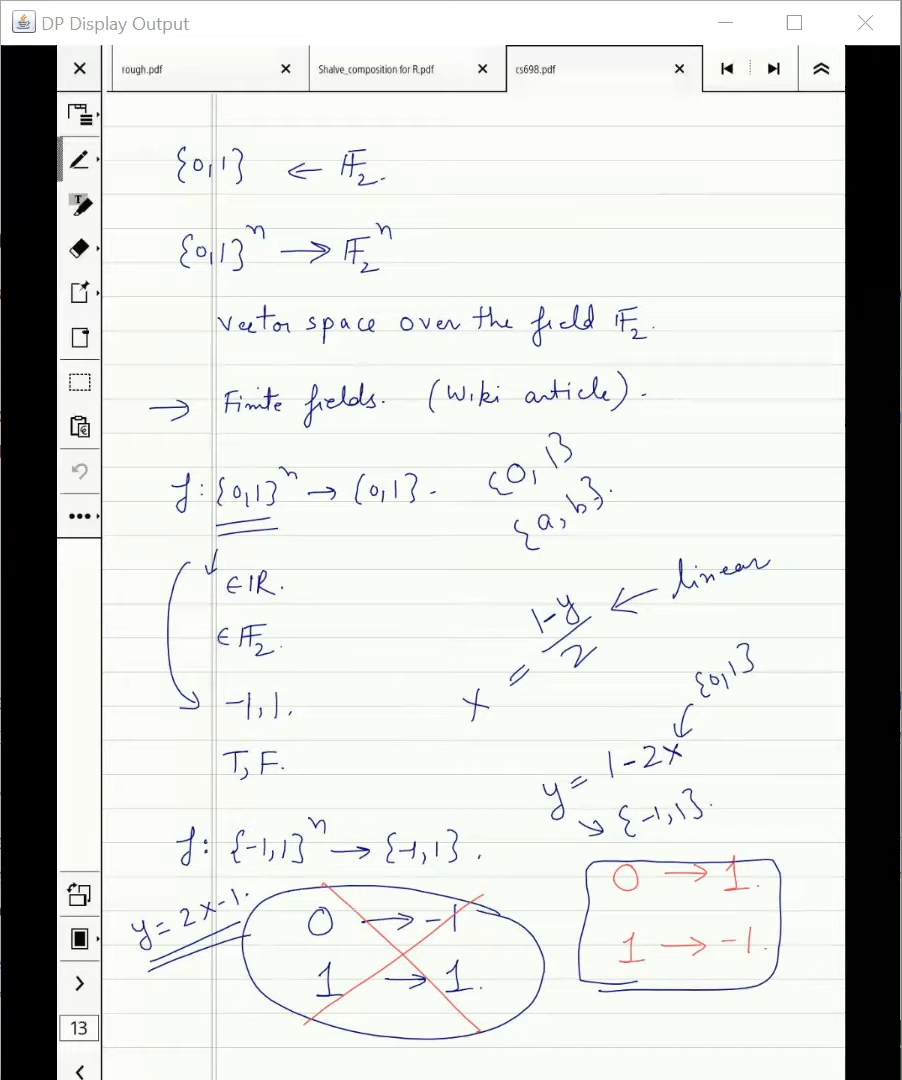 DP Display Output
rough.pdf
Shalve_composition for R.pdf
cs698.pdf
{0,1} ← 𝔽₂.
{0,1}ⁿ → 𝔽₂ⁿ
vector space over the field 𝔽₂.
→ Finite fields. (Wiki article).
f: {0,1}ⁿ → {0,1}.
{0,1}
{a,b}.
∈ ℝ.
∈ 𝔽₂.
-1, 1.
T, F.
x = (1-y)/2 ← linear
{0,1}
y = 1-2x
→ {-1,1}.
f: {-1,1}ⁿ → {-1,1}.
y = 2x-1.
0 → -1
1 → 1.
0 → 1.
1 → -1.
13